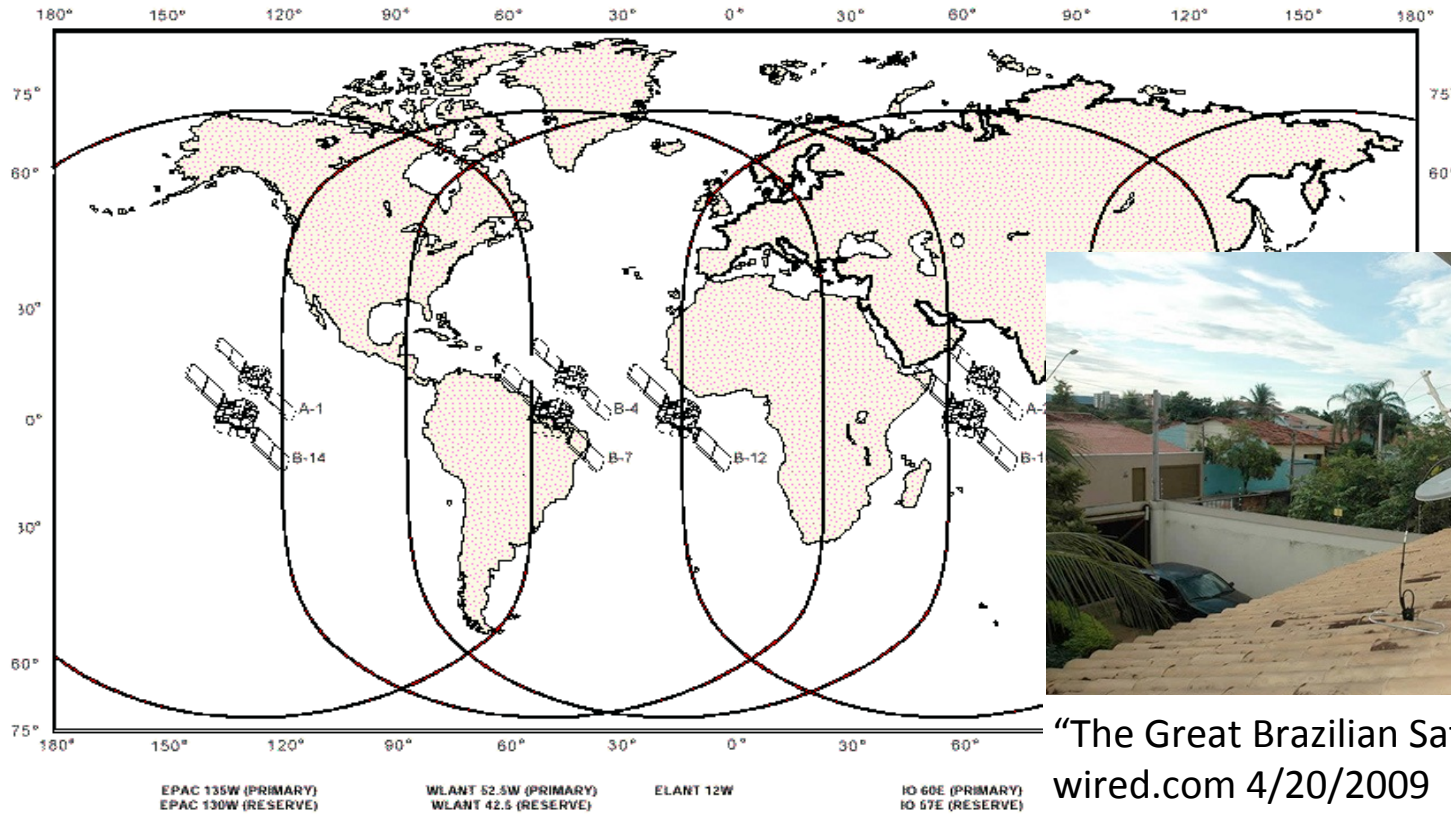 180° 150° 120° 90° 60° 30° 0° 30° 60° 90° 120° 150° 180°
75° 75°
60° 60°
30°
A-1 B-4
0°
B-14 B-7 B-12
30°
60°
75°
180° 150° 120° 90° 60° 30° 0° 30° 60°
EPAC 135W (PRIMARY)
EPAC 130W (RESERVE)
WLANT 52.5W (PRIMARY)
WLANT 42.5 (RESERVE)
ELANT 12W
IO 60E (PRIMARY)
IO 57E (RESERVE)
“The Great Brazilian Sat
wired.com 4/20/2009